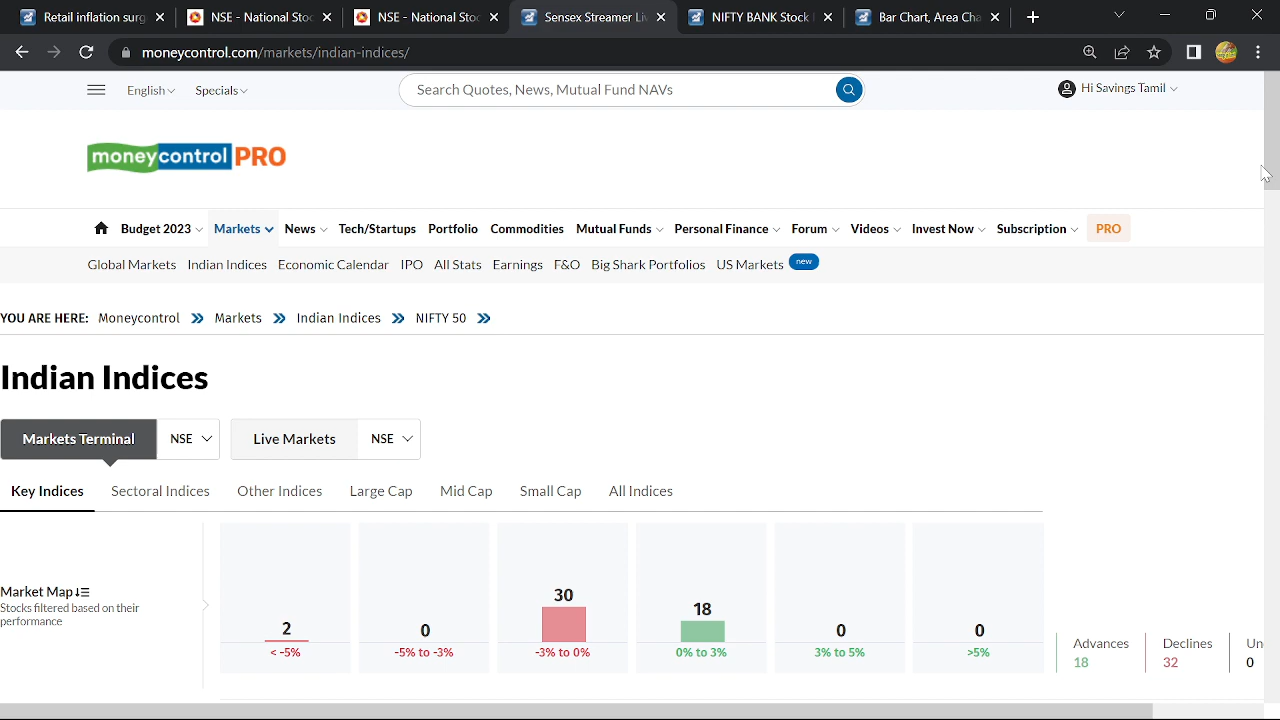 Retail inflation surg
NSE - National Stoc
NSE - National Stoc
Sensex Streamer Liv
NIFTY BANK Stock I
J Chart, Area Cha
moneycontrol.com/markets/indian-indices/
English
Specials
Search Quotes, News, Mutual Fund NAVs
Hi Savings Tamil
moneycontrol PRO
Budget 2023 Markets News Tech/Startups Portfolio Commodities Mutual Funds Personal Finance Forum Videos Invest Now Subscription PRO
Global Markets Indian Indices Economic Calendar IPO All Stats Earnings F&O Big Shark Portfolios US Markets new
YOU ARE HERE: Moneycontrol Markets Indian Indices NIFTY 50
Indian Indices
Markets Terminal NSE Live Markets NSE
Key Indices Sectoral Indices Other Indices Large Cap Mid Cap Small Cap All Indices
Market Map
Stocks filtered based on their
performance
2 0 30 18 0 0
< -5% -5% to -3% -3% to 0% 0% to 3% 3% to 5% >5%
Advances Declines Un
18 32 0